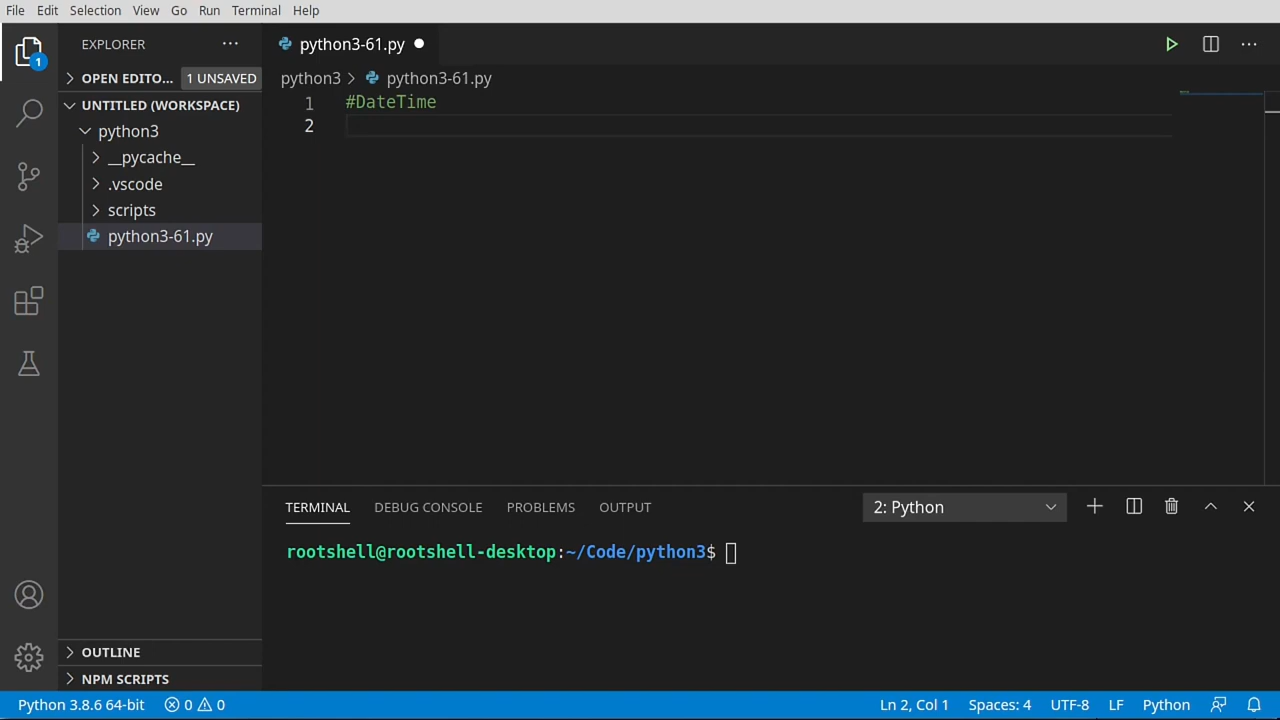 File Edit Selection View Go Run Terminal Help
EXPLORER
python3-61.py
OPEN EDITO... 1 UNSAVED
python3 python3-61.py
UNTITLED (WORKSPACE)
python3
__pycache__
.vscode
scripts
python3-61.py
1 #DateTime
2
TERMINAL DEBUG CONSOLE PROBLEMS OUTPUT 2: Python
rootshell@rootshell-desktop:~/Code/python3$
OUTLINE
NPM SCRIPTS
1
Python 3.8.6 64-bit 0 0 Ln 2, Col 1 Spaces: 4 UTF-8 LF Python